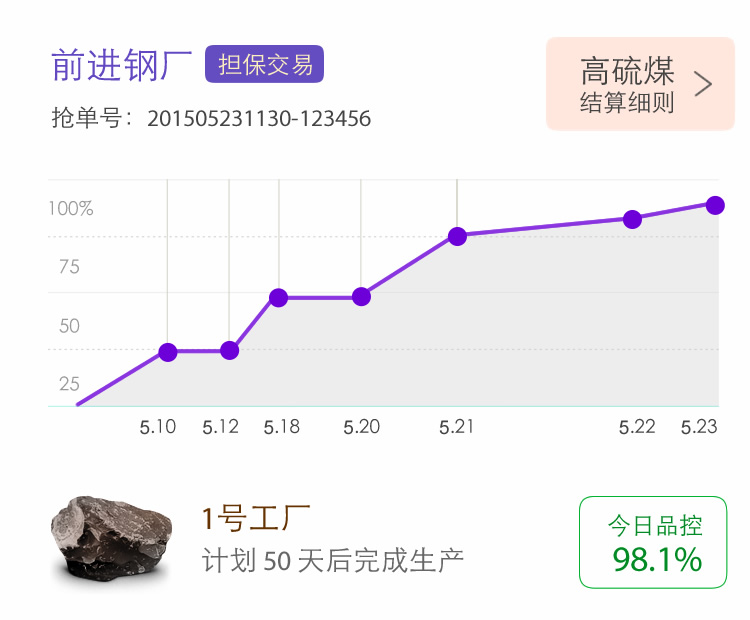 前进钢厂 担保交易
抢单号：201505231130-123456
高硫煤
结算细则
100%
75
50
25
5.10 5.12 5.18 5.20 5.21 5.22 5.23
1号工厂
计划 50 天后完成生产
今日品控
98.1%